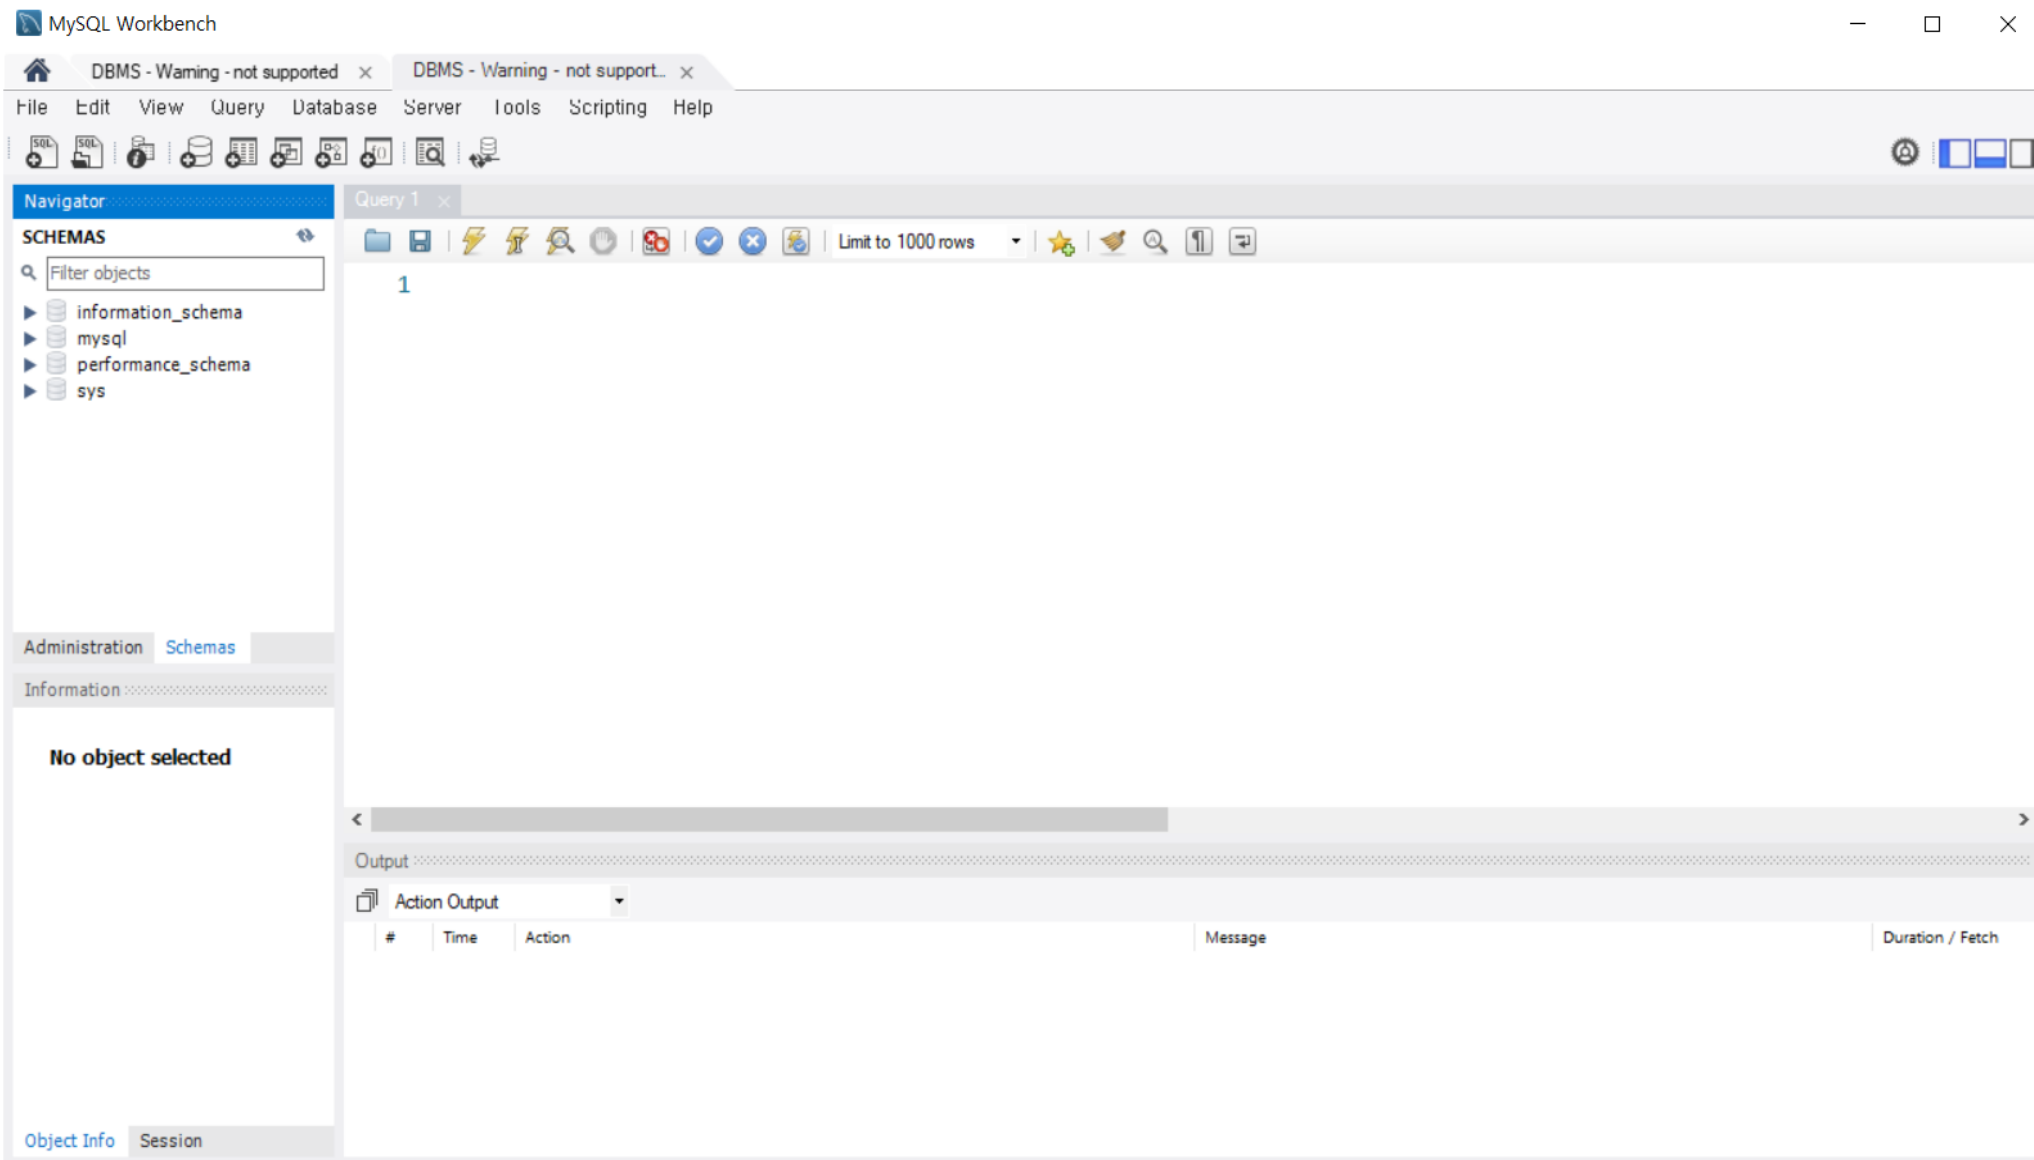 MySQL Workbench
DBMS - Warning - not supported
DBMS - Warning - not support...
File Edit View Query Database Server Tools Scripting Help
SQL SQL
Navigator
SCHEMAS
Filter objects
information_schema
mysql
performance_schema
sys
Administration Schemas
Information
No object selected
Object Info Session
Query 1
Limit to 1000 rows
1
Output
Action Output
# Time Action Message Duration / Fetch